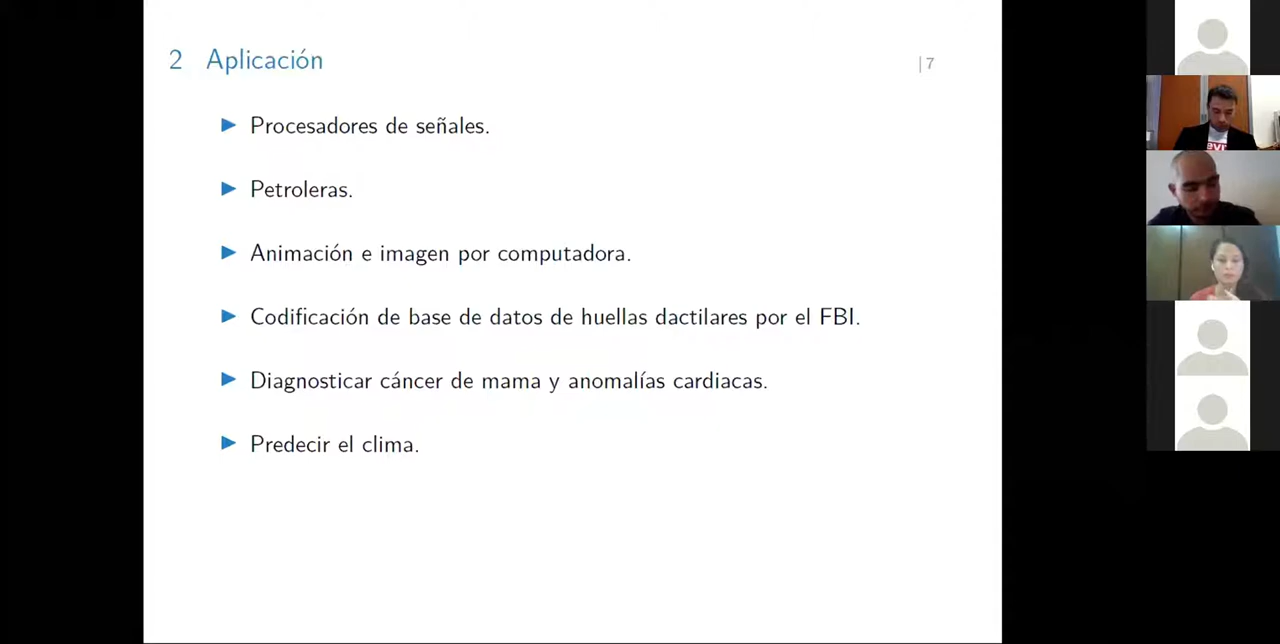 2 Aplicación
| 7
Procesadores de señales.
Petroleras.
Animación e imagen por computadora.
Codificación de base de datos de huellas dactilares por el FBI.
Diagnosticar cáncer de mama y anomalías cardiacas.
Predecir el clima.